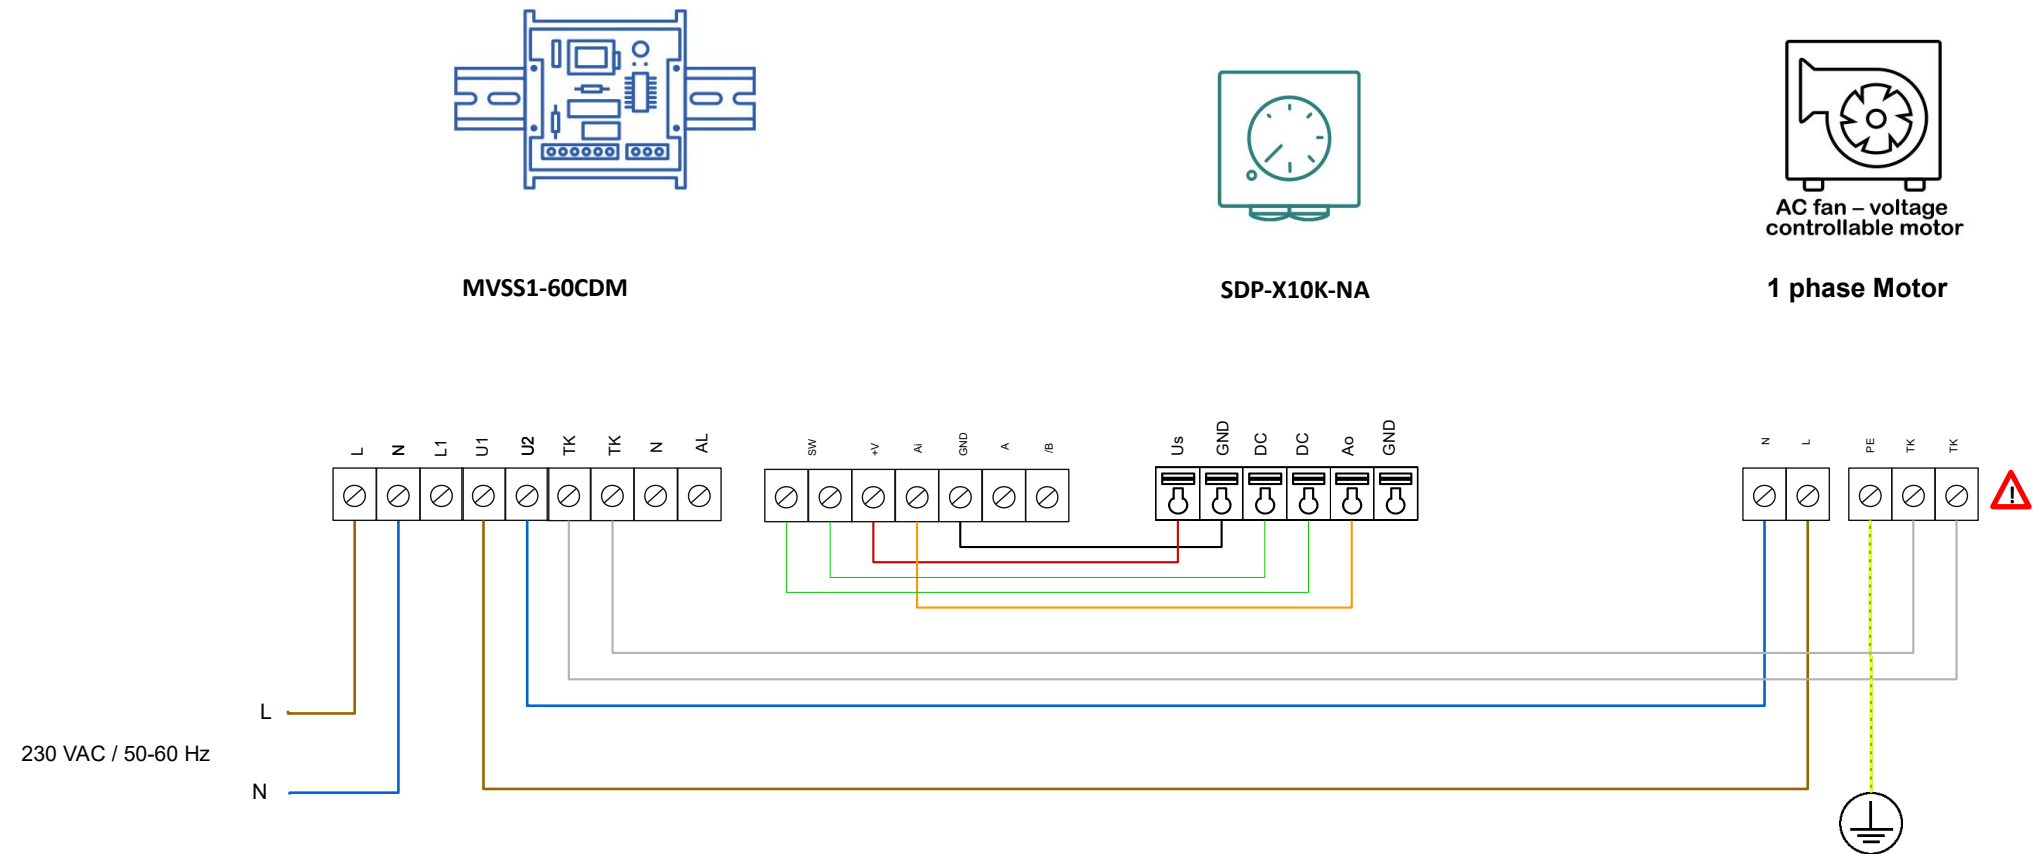 AC fan – voltage
controllable motor
MVSS1-60CDM
SDP-X10K-NA
1 phase Motor
L N L1 U1 U2 TK TK N AL
SW +V Ai GND A /B
Us GND DC DC Ao GND
N L PE TK TK
!
L
230 VAC / 50-60 Hz
N